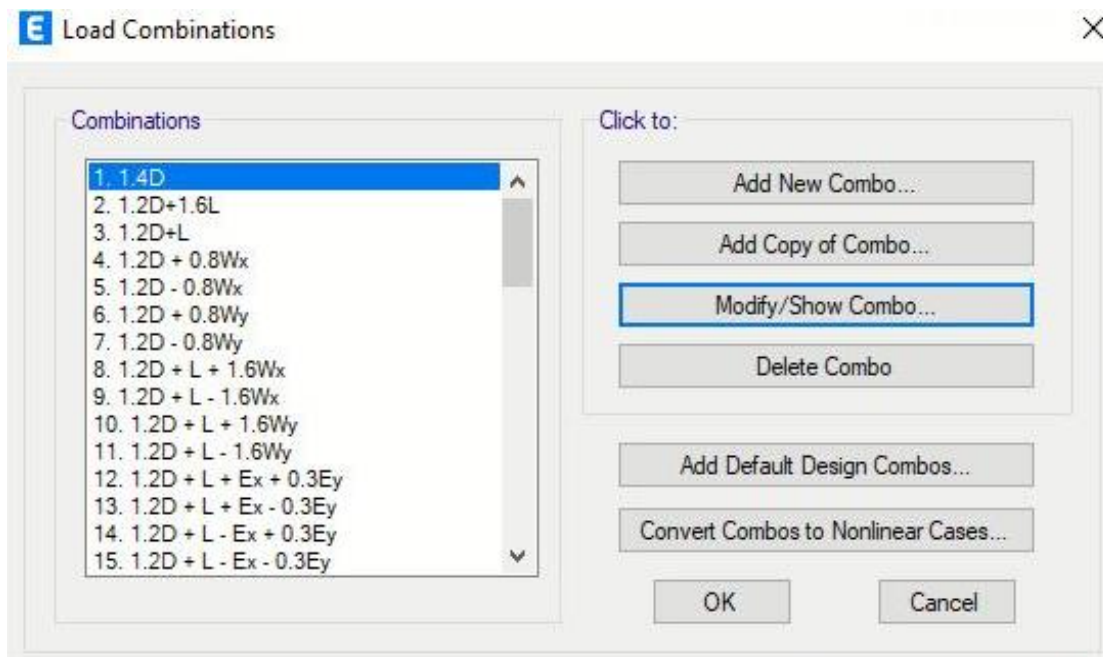 E Load Combinations
Combinations
1. 1.4D
2. 1.2D+1.6L
3. 1.2D+L
4. 1.2D + 0.8Wx
5. 1.2D - 0.8Wx
6. 1.2D + 0.8Wy
7. 1.2D - 0.8Wy
8. 1.2D + L + 1.6Wx
9. 1.2D + L - 1.6Wx
10. 1.2D + L + 1.6Wy
11. 1.2D + L - 1.6Wy
12. 1.2D + L + Ex + 0.3Ey
13. 1.2D + L + Ex - 0.3Ey
14. 1.2D + L - Ex + 0.3Ey
15. 1.2D + L - Ex - 0.3Ey
Click to:
Add New Combo...
Add Copy of Combo...
Modify/Show Combo...
Delete Combo
Add Default Design Combos...
Convert Combos to Nonlinear Cases...
OK
Cancel